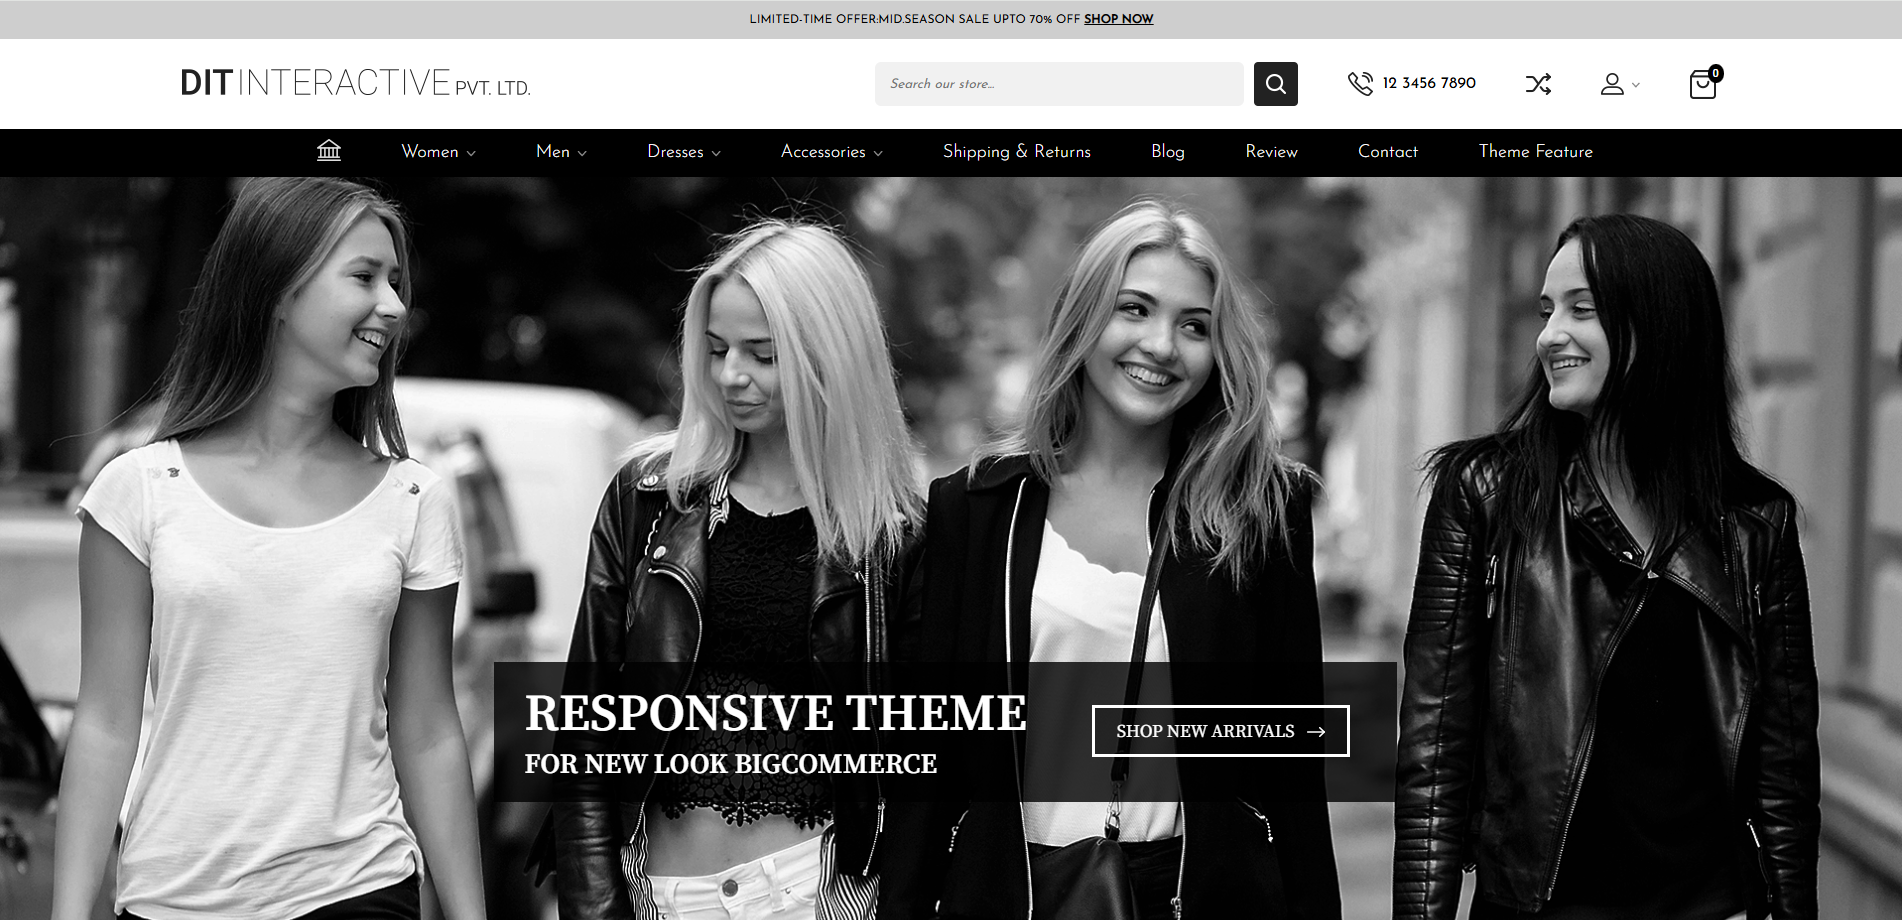 LIMITED-TIME OFFER:MID.SEASON SALE UPTO 70% OFF SHOP NOW
DIT INTERACTIVE PVT. LTD.
Search our store...
12 3456 7890
0
Women
Men
Dresses
Accessories
Shipping & Returns
Blog
Review
Contact
Theme Feature
RESPONSIVE THEME
FOR NEW LOOK BIGCOMMERCE
SHOP NEW ARRIVALS